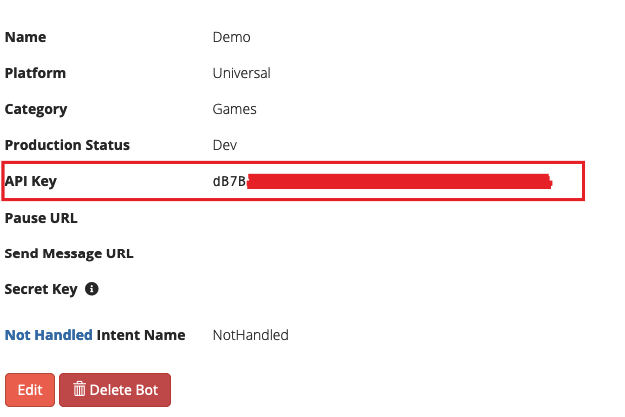 Name Demo
Platform Universal
Category Games
Production Status Dev
API Key dB7B
Pause URL
Send Message URL
Secret Key
Not Handled Intent Name NotHandled
Edit Delete Bot